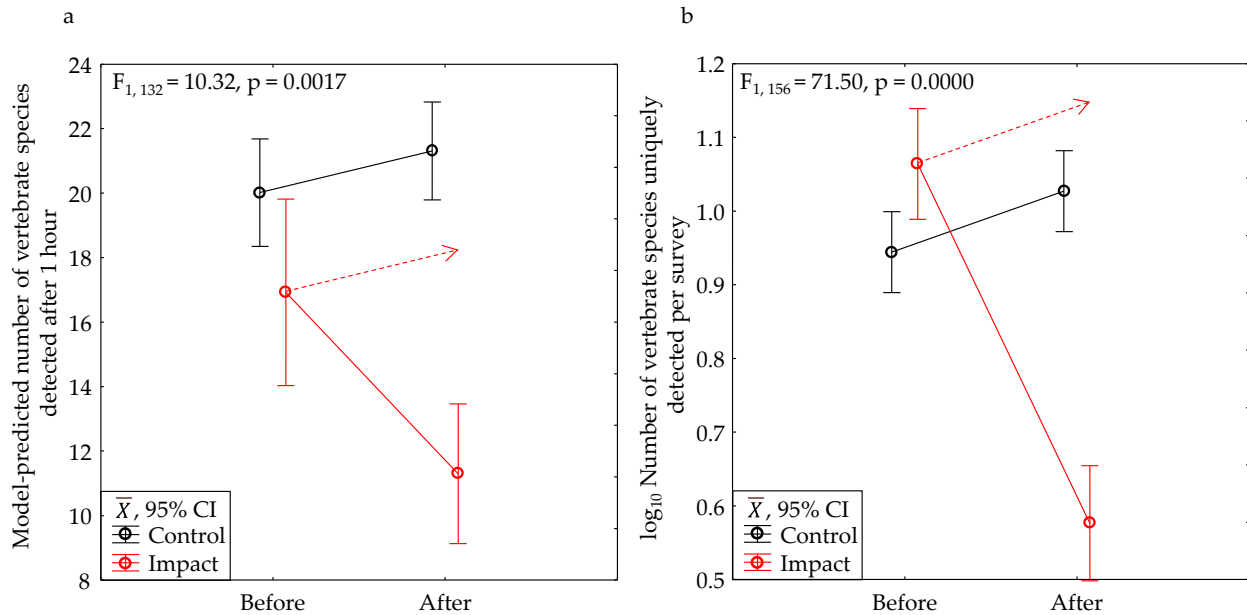 a
Model-predicted number of vertebrate species
detected after 1 hour
24
22
20
18
16
14
12
10
8
F1, 132 = 10.32, p = 0.0017
X̅, 95% CI
Control
Impact
Before After
b
log10 Number of vertebrate species uniquely
detected per survey
1.2
1.1
1.0
0.9
0.8
0.7
0.6
0.5
F1, 156 = 71.50, p = 0.0000
X̅, 95% CI
Control
Impact
Before After